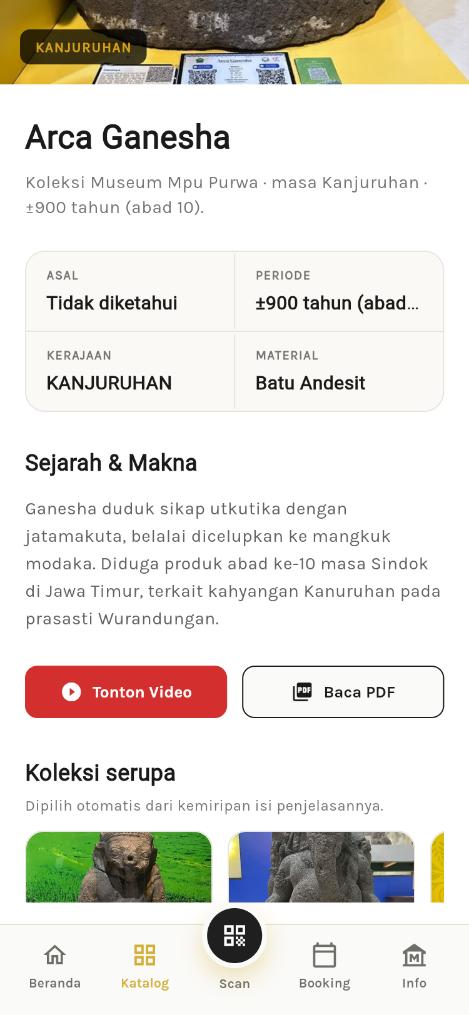 KANJURUHAN
Arca Ganesha
Koleksi Museum Mpu Purwa · masa Kanjuruhan ·
±900 tahun (abad 10).
ASAL
Tidak diketahui
PERIODE
±900 tahun (abad...
KERAJAAN
KANJURUHAN
MATERIAL
Batu Andesit
Sejarah & Makna
Ganesha duduk sikap utkutika dengan
jatamakuta, belalai dicelupkan ke mangkuk
modaka. Diduga produk abad ke-10 masa Sindok
di Jawa Timur, terkait kahyangan Kanuruhan pada
prasasti Wurandungan.
Tonton Video
PDF
Baca PDF
Koleksi serupa
Dipilih otomatis dari kemiripan isi penjelasannya.
Beranda
Katalog
Scan
Booking
M
Info